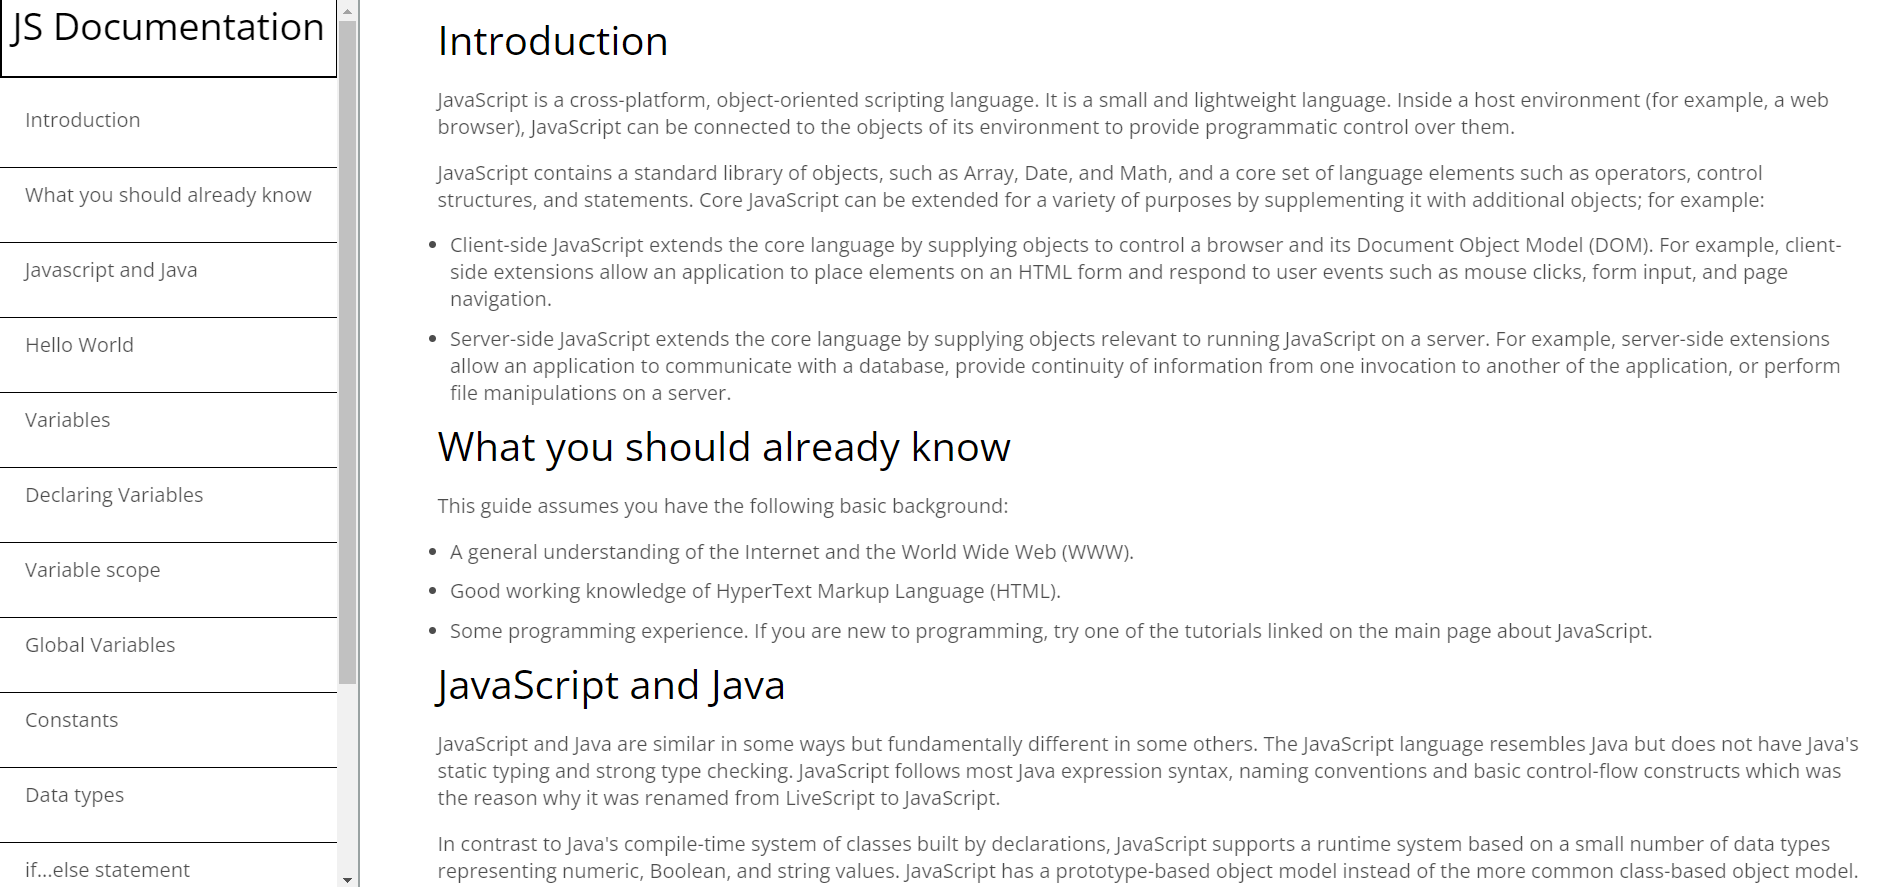 JS Documentation
Introduction
What you should already know
Javascript and Java
Hello World
Variables
Declaring Variables
Variable scope
Global Variables
Constants
Data types
if...else statement
Introduction
JavaScript is a cross-platform, object-oriented scripting language. It is a small and lightweight language. Inside a host environment (for example, a web
browser), JavaScript can be connected to the objects of its environment to provide programmatic control over them.
JavaScript contains a standard library of objects, such as Array, Date, and Math, and a core set of language elements such as operators, control
structures, and statements. Core JavaScript can be extended for a variety of purposes by supplementing it with additional objects; for example:
• Client-side JavaScript extends the core language by supplying objects to control a browser and its Document Object Model (DOM). For example, client-
side extensions allow an application to place elements on an HTML form and respond to user events such as mouse clicks, form input, and page
navigation.
• Server-side JavaScript extends the core language by supplying objects relevant to running JavaScript on a server. For example, server-side extensions
allow an application to communicate with a database, provide continuity of information from one invocation to another of the application, or perform
file manipulations on a server.
What you should already know
This guide assumes you have the following basic background:
• A general understanding of the Internet and the World Wide Web (WWW).
• Good working knowledge of HyperText Markup Language (HTML).
• Some programming experience. If you are new to programming, try one of the tutorials linked on the main page about JavaScript.
JavaScript and Java
JavaScript and Java are similar in some ways but fundamentally different in some others. The JavaScript language resembles Java but does not have Java's
static typing and strong type checking. JavaScript follows most Java expression syntax, naming conventions and basic control-flow constructs which was
the reason why it was renamed from LiveScript to JavaScript.
In contrast to Java's compile-time system of classes built by declarations, JavaScript supports a runtime system based on a small number of data types
representing numeric, Boolean, and string values. JavaScript has a prototype-based object model instead of the more common class-based object model.